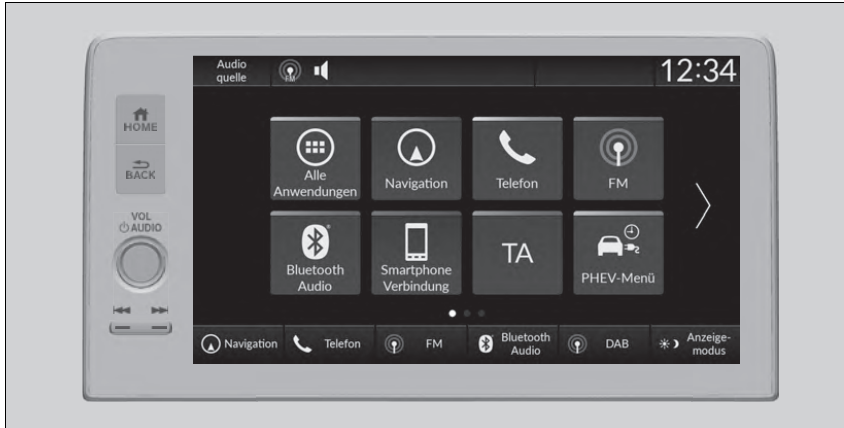 Audio
quelle
FM
12:34
HOME
BACK
VOL
AUDIO
Alle
Anwendungen
Navigation
Telefon
FM
Bluetooth
Audio
Smartphone
Verbindung
TA
PHEV-Menü
Navigation
Telefon
FM
Bluetooth
Audio
DAB
Anzeige-
modus